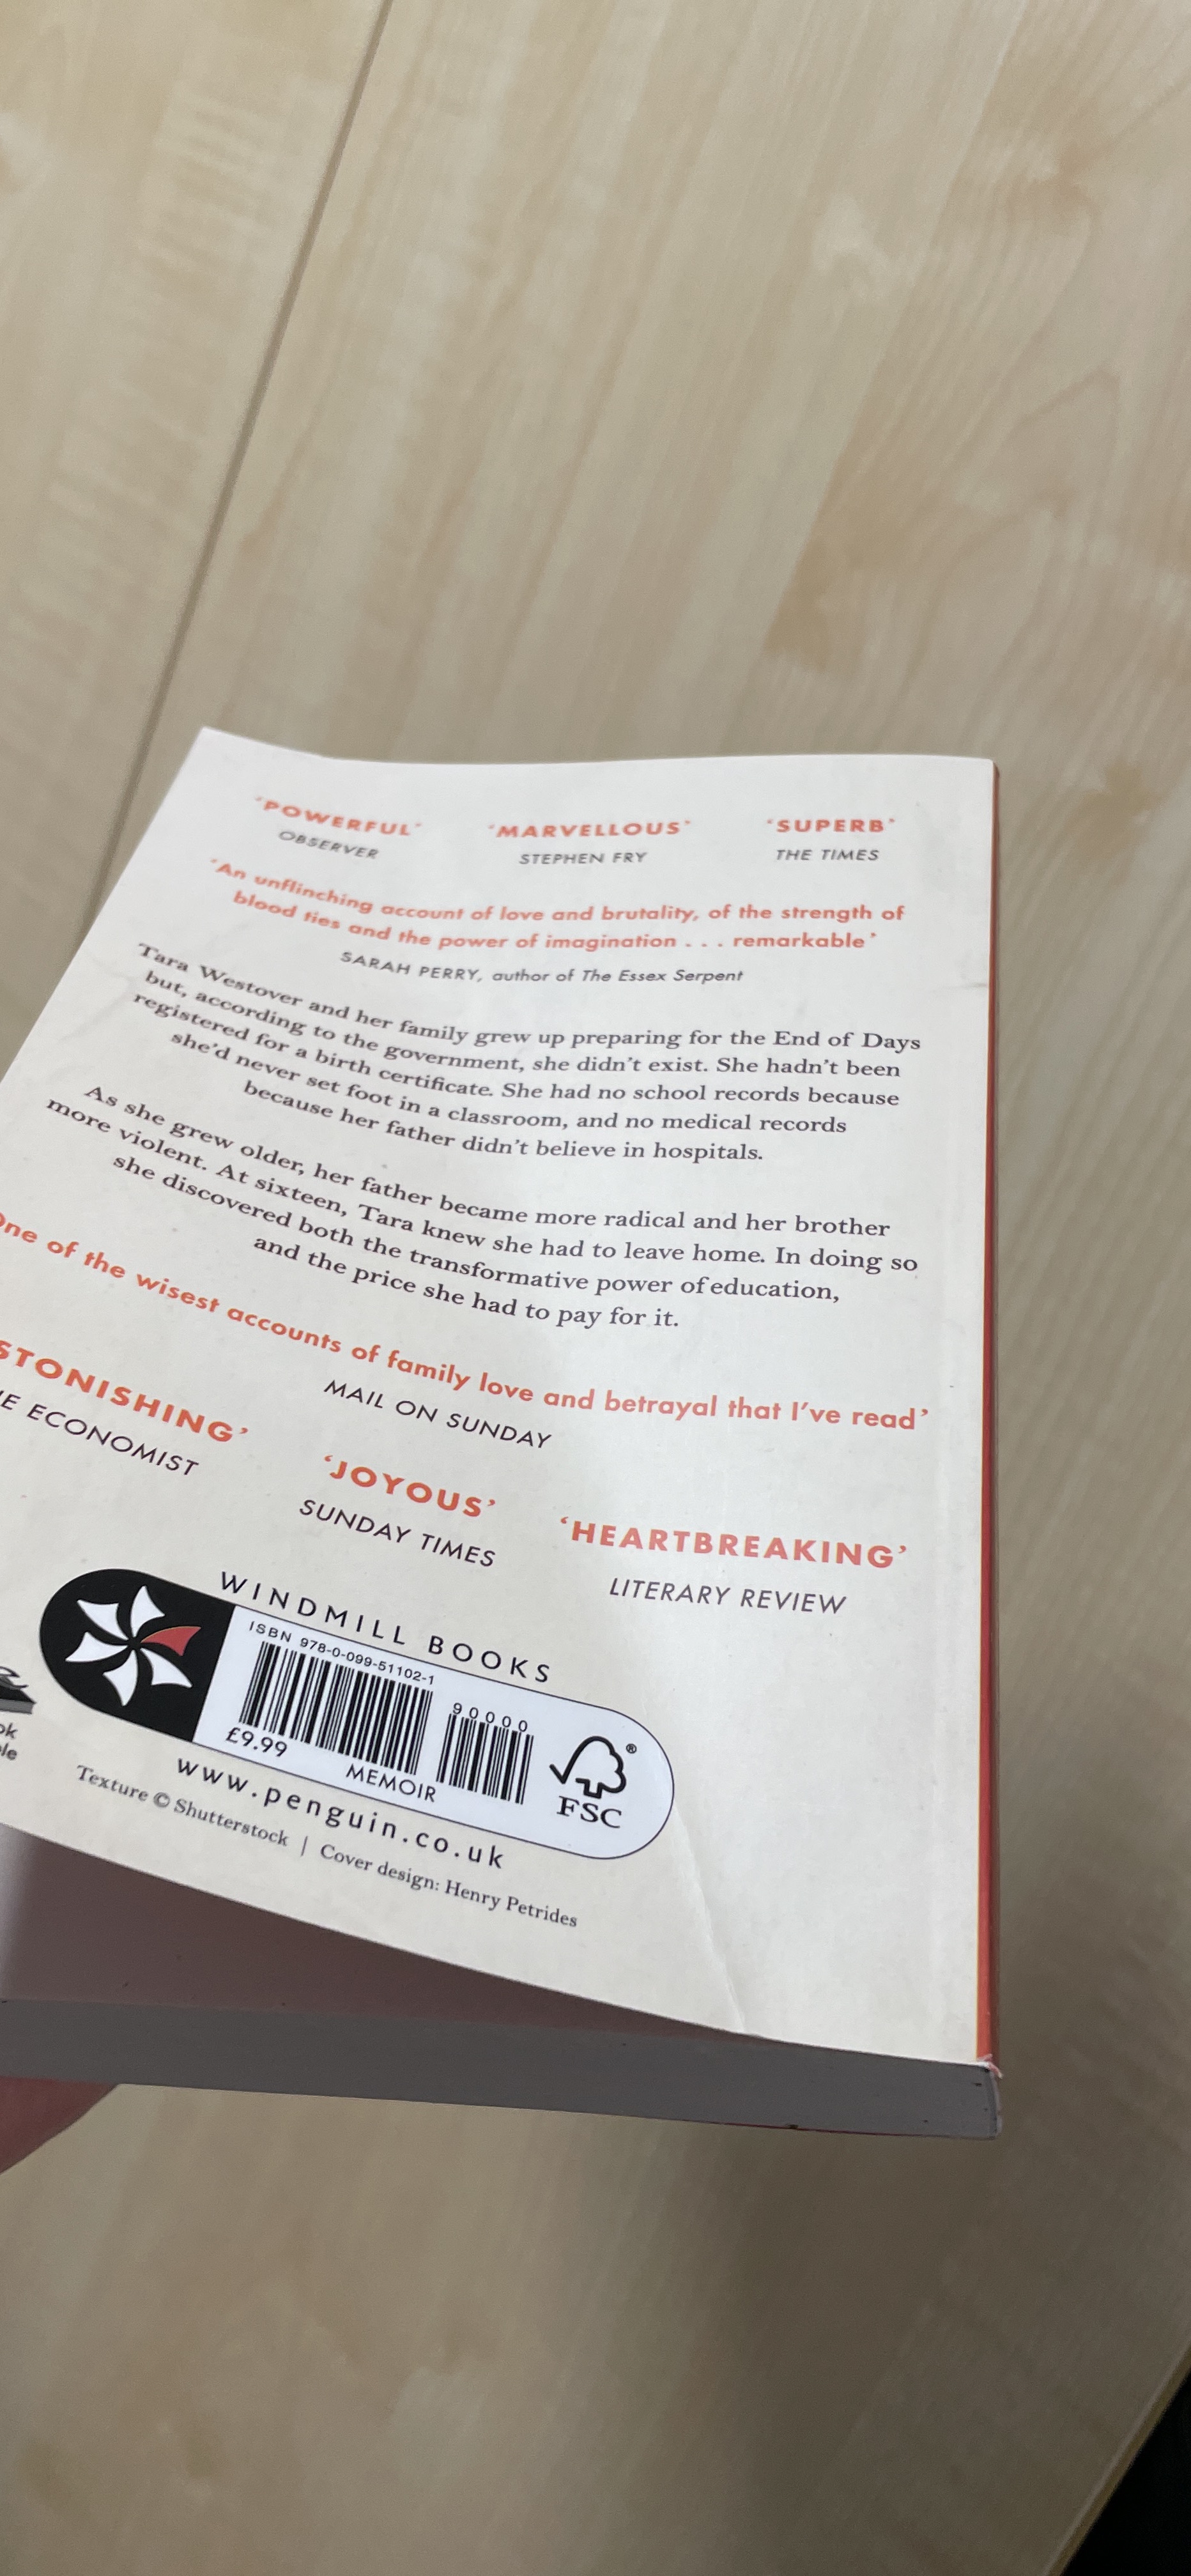 'POWERFUL'
OBSERVER
'MARVELLOUS'
STEPHEN FRY
'SUPERB'
THE TIMES
'An unflinching account of love and brutality, of the strength of
blood ties and the power of imagination . . . remarkable'
SARAH PERRY, author of The Essex Serpent
Tara Westover and her family grew up preparing for the End of Days
but, according to the government, she didn't exist. She hadn't been
registered for a birth certificate. She had no school records because
she'd never set foot in a classroom, and no medical records
because her father didn't believe in hospitals.
As she grew older, her father became more radical and her brother
more violent. At sixteen, Tara knew she had to leave home. In doing so
she discovered both the transformative power of education,
and the price she had to pay for it.
One of the wisest accounts of family love and betrayal that I've read'
MAIL ON SUNDAY
STONISHING'
E ECONOMIST
'JOYOUS'
SUNDAY TIMES
'HEARTBREAKING'
LITERARY REVIEW
WINDMILL BOOKS
ISBN 978-0-099-51102-1
90000
£9.99
MEMOIR
FSC ®
www.penguin.co.uk
Texture © Shutterstock | Cover design: Henry Petrides